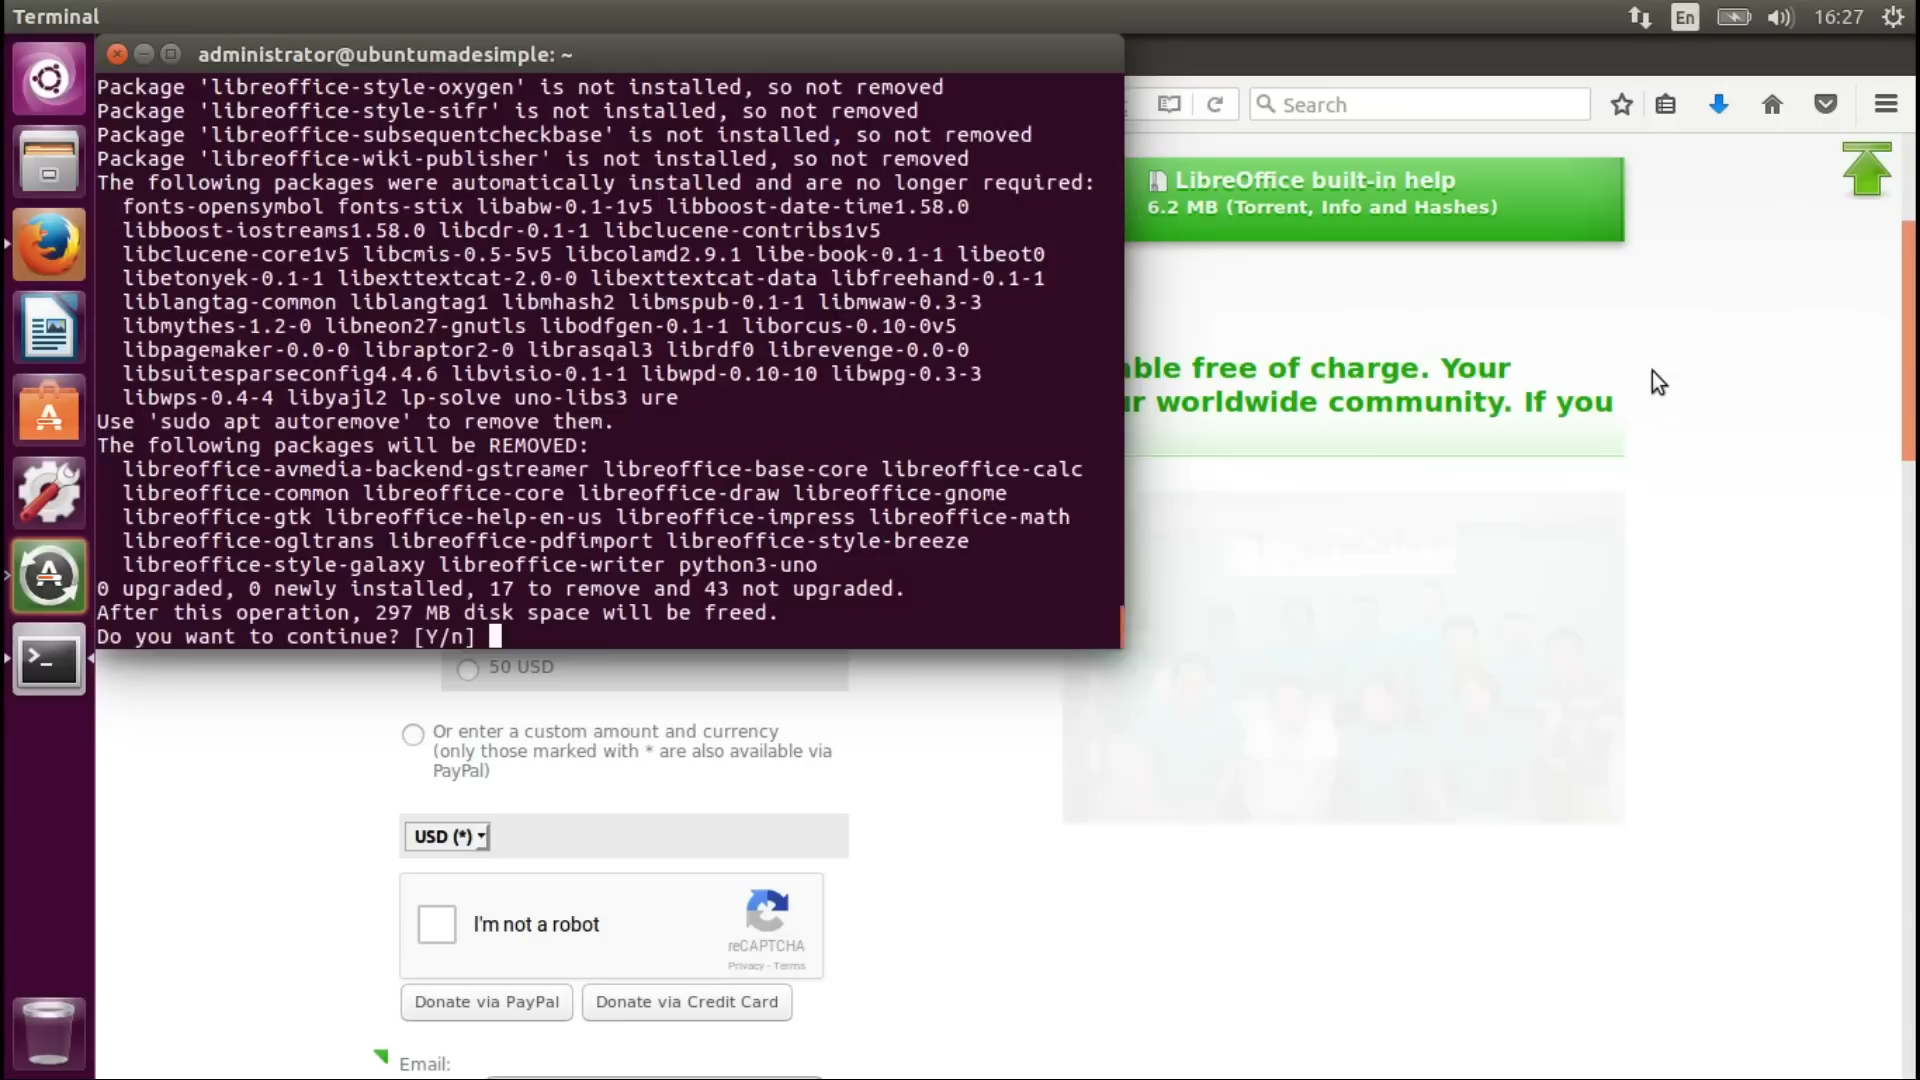 Terminal
En
16:27
administrator@ubuntumadesimple: ~
Package 'libreoffice-style-oxygen' is not installed, so not removed
Package 'libreoffice-style-sifr' is not installed, so not removed
Package 'libreoffice-subsequentcheckbase' is not installed, so not removed
Package 'libreoffice-wiki-publisher' is not installed, so not removed
The following packages were automatically installed and are no longer required:
fonts-opensymbol fonts-stix libabw-0.1-1v5 libboost-date-time1.58.0
libboost-iostreams1.58.0 libcdr-0.1-1 libclucene-contribs1v5
libclucene-core1v5 libcmis-0.5-5v5 libcolamd2.9.1 libe-book-0.1-1 libeot0
libetonyek-0.1-1 libexttextcat-2.0-0 libexttextcat-data libfreehand-0.1-1
liblangtag-common liblangtag1 libmhash2 libmspub-0.1-1 libmwaw-0.3-3
libmythes-1.2-0 libneon27-gnutls libodfgen-0.1-1 liborcus-0.10-0v5
libpagemaker-0.0-0 libraptor2-0 librasqal3 librdf0 librevenge-0.0-0
libsuitesparseconfig4.4.6 libvisio-0.1-1 libwpd-0.10-10 libwpg-0.3-3
libwps-0.4-4 libyajl2 lp-solve uno-libs3 ure
Use 'sudo apt autoremove' to remove them.
The following packages will be REMOVED:
libreoffice-avmedia-backend-gstreamer libreoffice-base-core libreoffice-calc
libreoffice-common libreoffice-core libreoffice-draw libreoffice-gnome
libreoffice-gtk libreoffice-help-en-us libreoffice-impress libreoffice-math
libreoffice-ogltrans libreoffice-pdfimport libreoffice-style-breeze
libreoffice-style-galaxy libreoffice-writer python3-uno
0 upgraded, 0 newly installed, 17 to remove and 43 not upgraded.
After this operation, 297 MB disk space will be freed.
Do you want to continue? [Y/n]
Search
LibreOffice built-in help
6.2 MB (Torrent, Info and Hashes)
ble free of charge. Your
r worldwide community. If you
50 USD
Or enter a custom amount and currency
(only those marked with * are also available via
PayPal)
USD (*)
I'm not a robot
reCAPTCHA
Privacy - Terms
Donate via PayPal
Donate via Credit Card
Email: